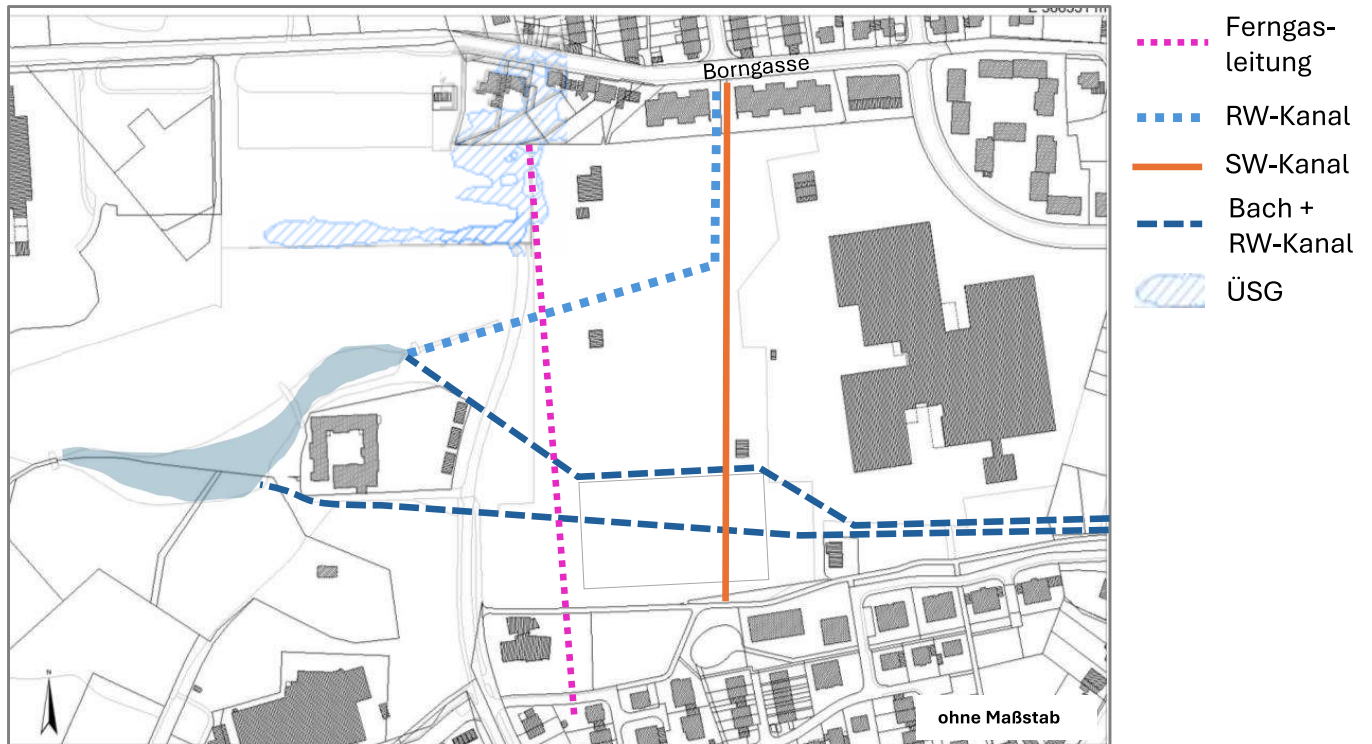 Borngasse
N
ohne Maßstab
Ferngas-
leitung
RW-Kanal
SW-Kanal
Bach +
RW-Kanal
ÜSG